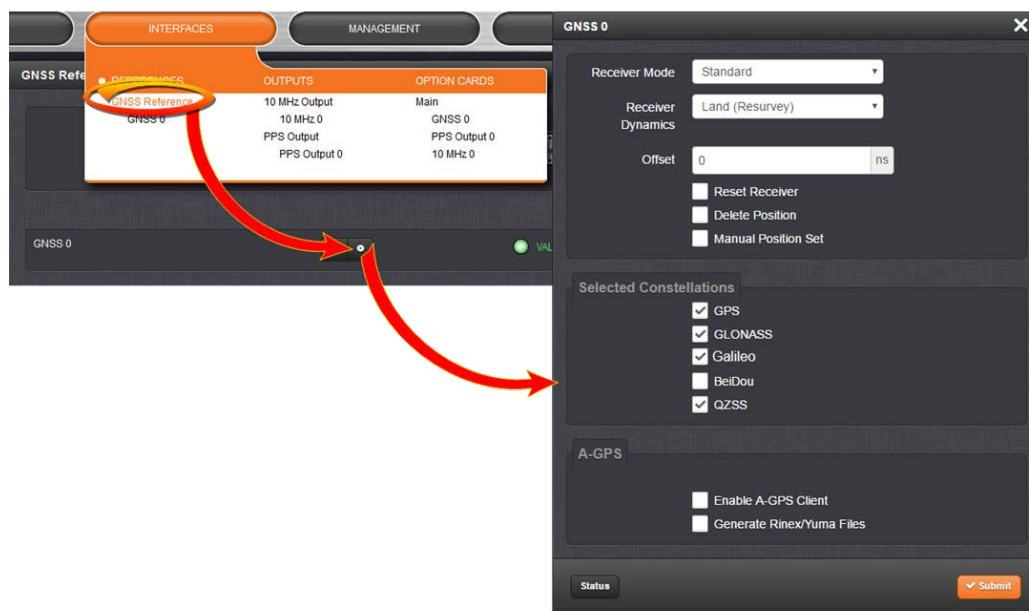 INTERFACES
MANAGEMENT
GNSS Refe
REFERENCES
OUTPUTS
OPTION CARDS
GNSS Reference
10 MHz Output
Main
GNSS 0
10 MHz 0
GNSS 0
PPS Output
PPS Output 0
PPS Output 0
10 MHz 0
GNSS 0
VAL
GNSS 0
Receiver Mode
Standard
Receiver
Dynamics
Land (Resurvey)
Offset
0
ns
Reset Receiver
Delete Position
Manual Position Set
Selected Constellations
GPS
GLONASS
Galileo
BeiDou
QZSS
A-GPS
Enable A-GPS Client
Generate Rinex/Yuma Files
Status
Submit